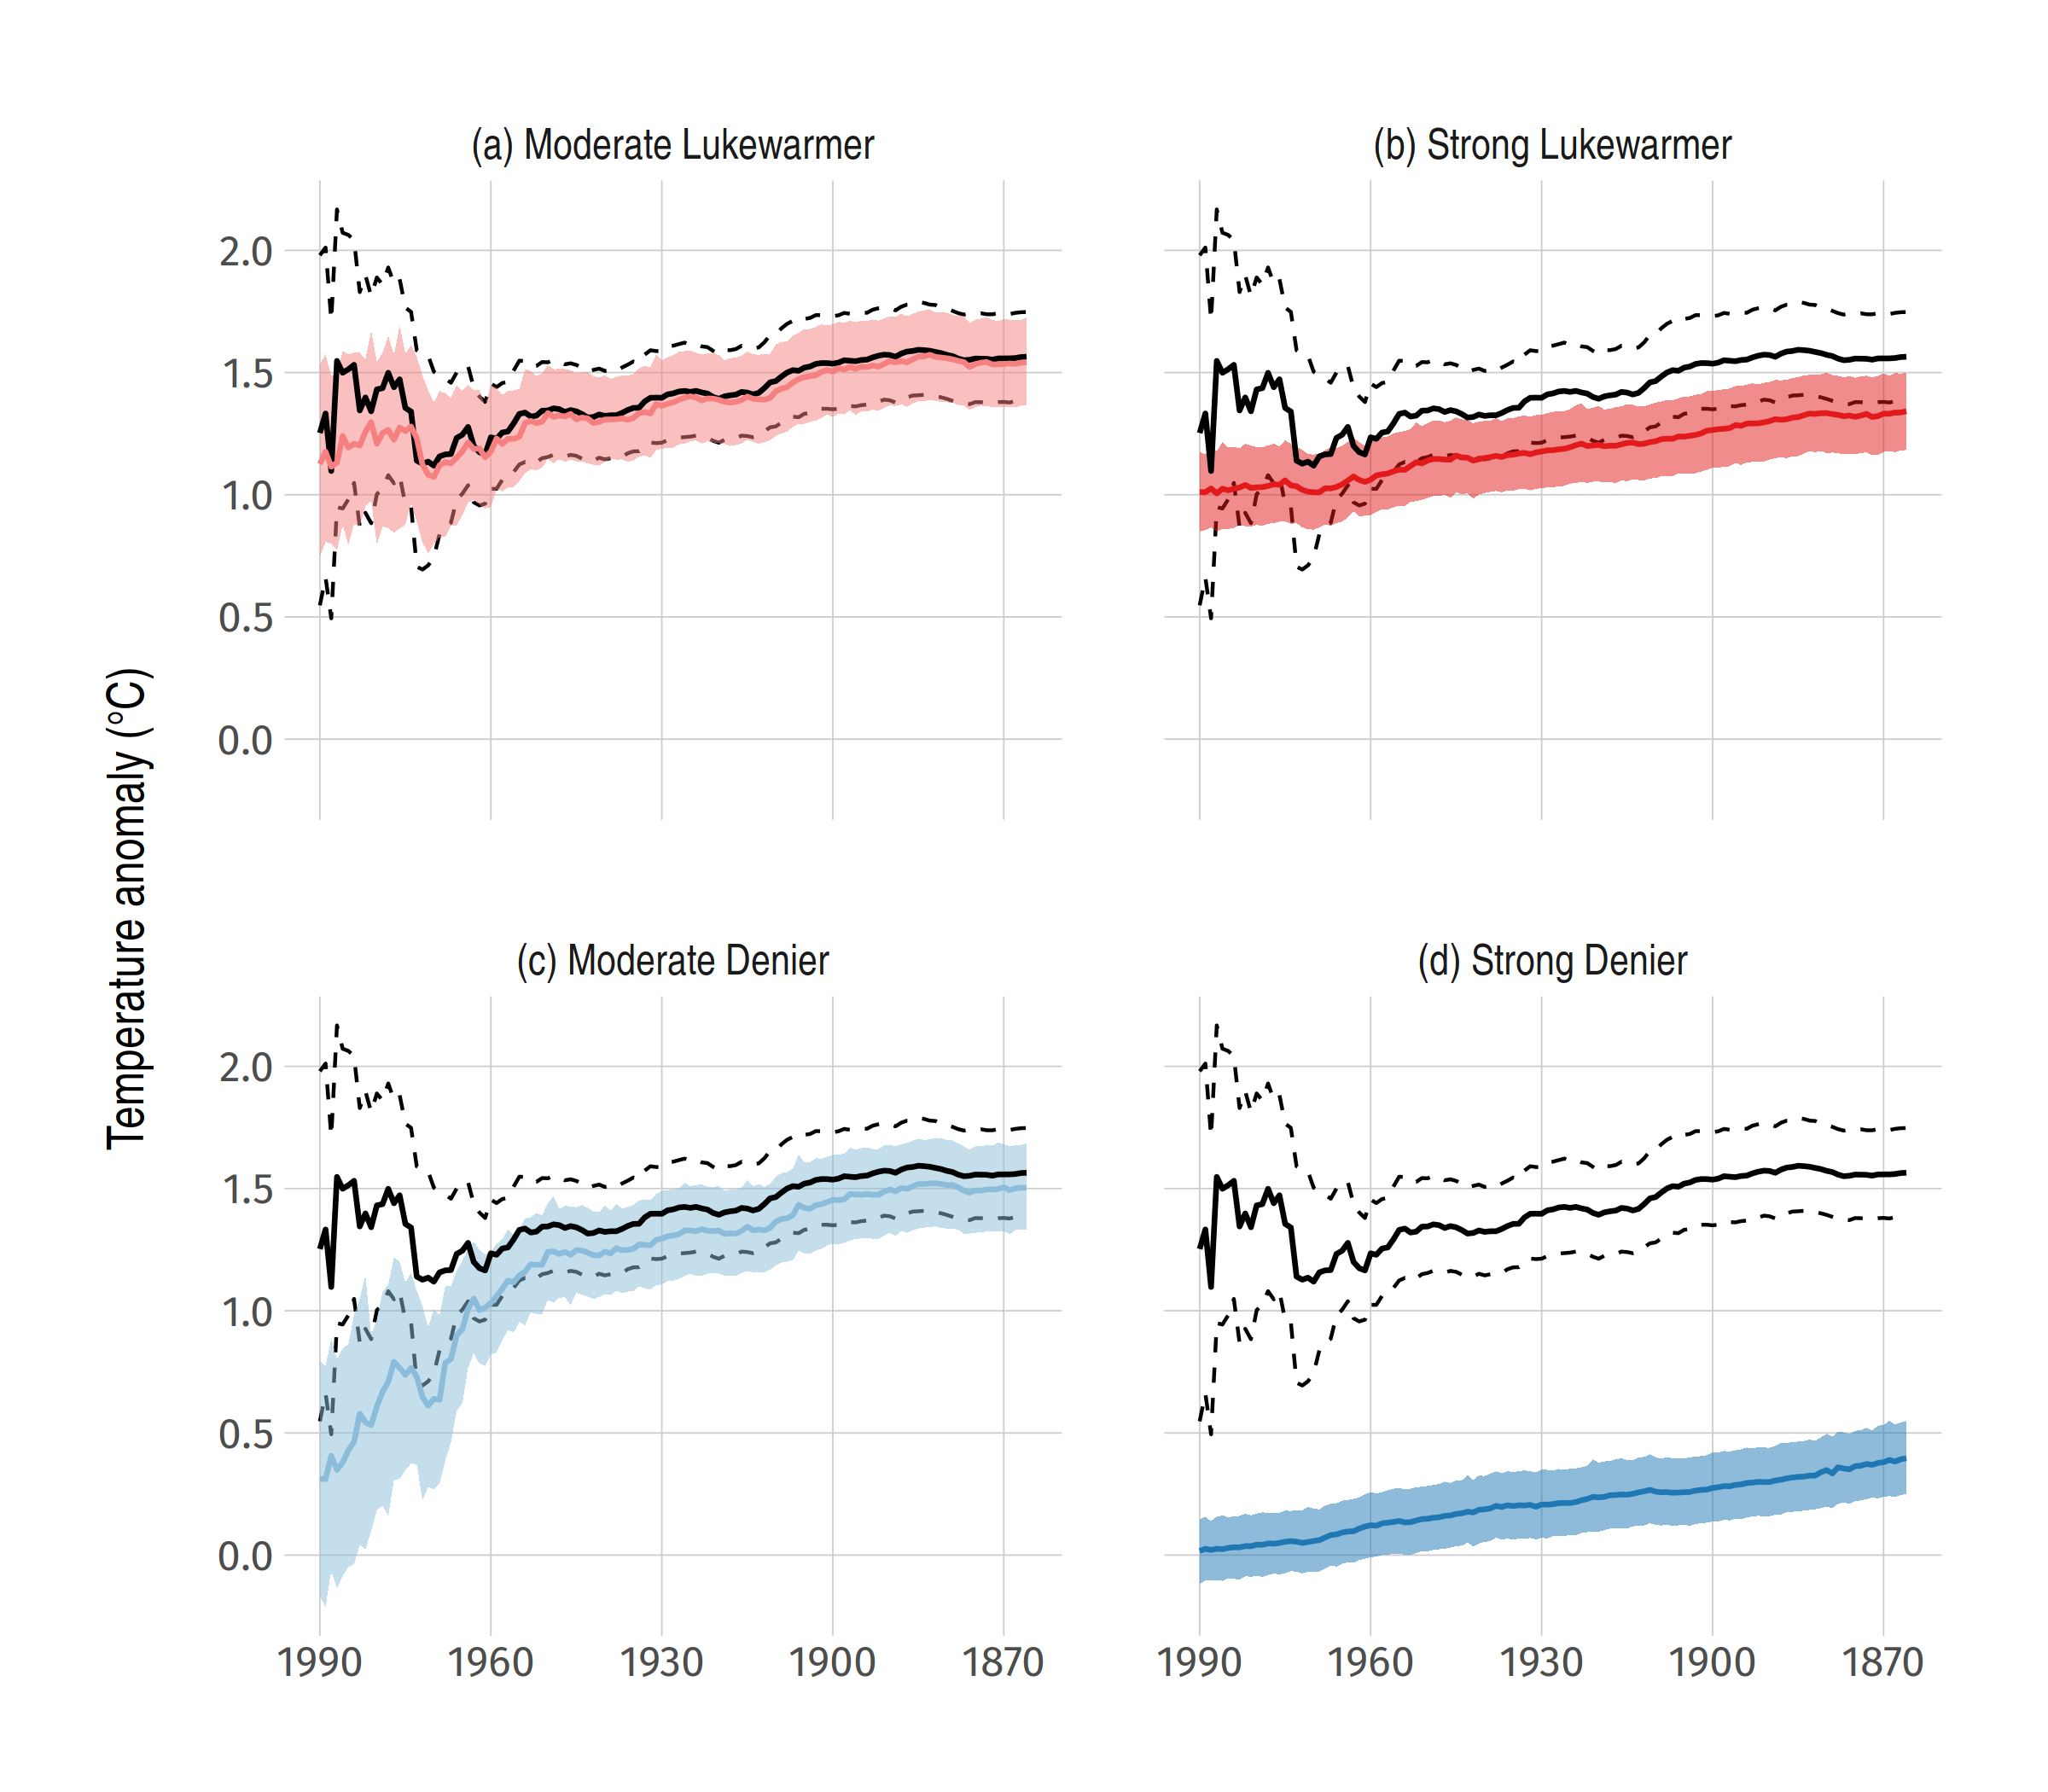 (a) Moderate Lukewarmer
(b) Strong Lukewarmer
2.0
1.5
1.0
0.5
0.0
Temperature anomaly (°C)
(c) Moderate Denier
(d) Strong Denier
2.0
1.5
1.0
0.5
0.0
1990 1960 1930 1900 1870
1990 1960 1930 1900 1870